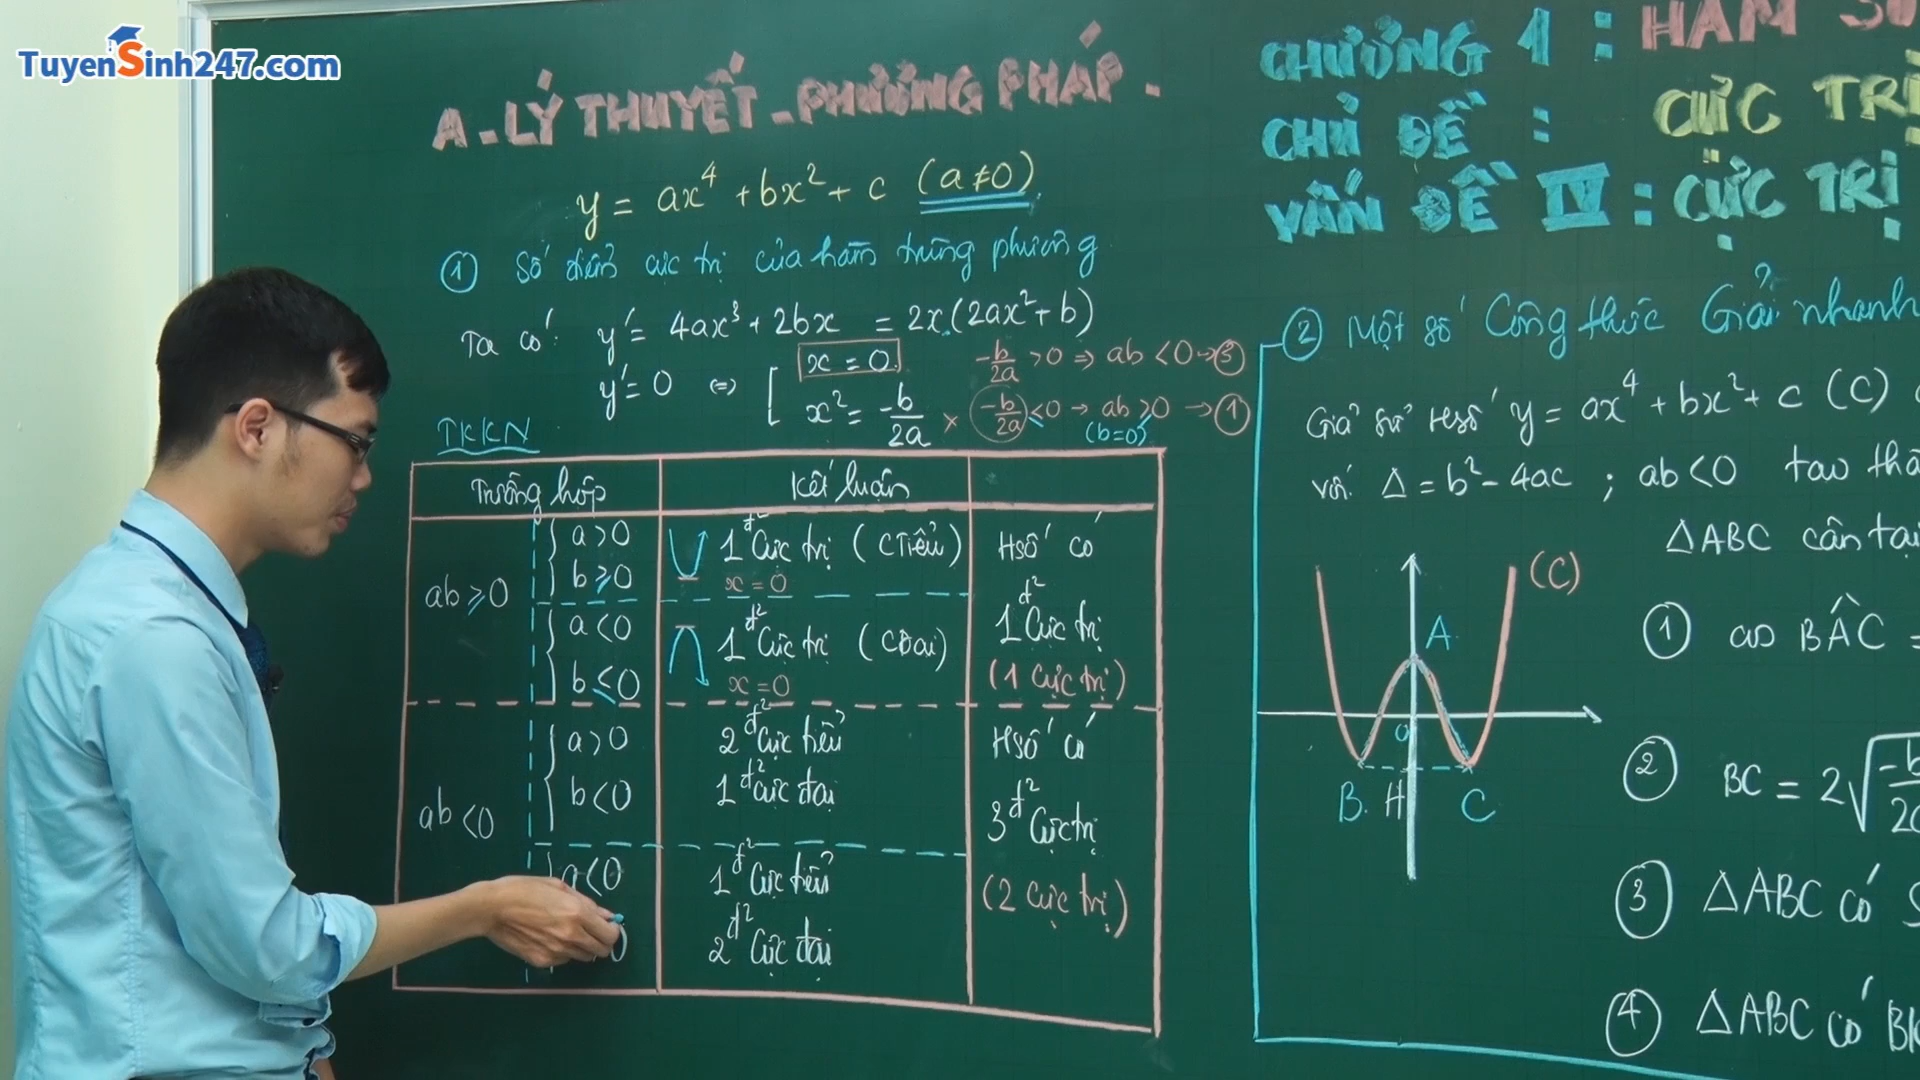 TuyenSinh247.com
A - LÝ THUYẾT - PHƯƠNG PHÁP .
y = ax⁴ + bx² + c (a ≠ 0)
① Số điểm cực trị của hàm trùng phương
Ta có: y' = 4ax³ + 2bx = 2x.(2ax² + b)
y' = 0 ⇔ [ x = 0
x² = -b/2a × -b/2a > 0 ⇒ ab < 0 → ③
-b/2a ≤ 0 → ab ≥ 0 → ①
(b=0)
TKKN
Trường hợp | Kết luận
ab ≥ 0
{ a > 0
b ≥ 0
1 đ² Cực trị ( CTiểu )
x = 0
{ a < 0
b ≤ 0
1 đ² Cực trị ( CĐại )
x = 0
Hsố có
1 đ² Cực trị
(1 cực trị)
ab < 0
{ a > 0
b < 0
2 đ² Cực tiểu
1 đ² cực đại
a < 0
0
1 đ² Cực tiểu
2 đ² Cực đại
Hsố có
3 đ² Cực trị
(2 cực trị)
CHƯƠNG 1 : HÀM
CHỦ ĐỀ : CỰC TRỊ
VẤN ĐỀ IV : CỰC TRỊ
② Một số Công thức Giải nhanh
Giả sử Hsố y = ax⁴ + bx² + c (C)
với Δ = b² - 4ac ; ab < 0 tạo
ΔABC cân tại
(C)
A
O
B H C
① cos BÂC =
② BC = 2√-b/2a
③ ΔABC có
④ ΔABC có